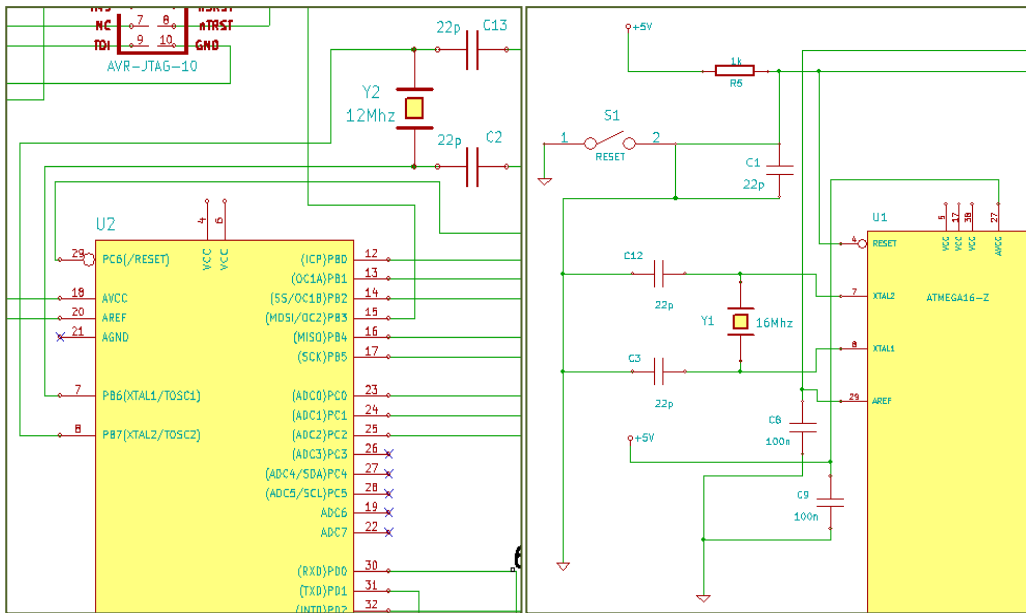 NC 7 8 nTRST
TDI 9 10 GND
AVR-JTAG-10
22p C13
Y2
12Mhz
22p C2
U2
4 6
VCC VCC
29 PC6(/RESET)
18 AVCC
20 AREF
21 AGND
7 PB6(XTAL1/TOSC1)
8 PB7(XTAL2/TOSC2)
(ICP)PB0 12
(OC1A)PB1 13
(SS/OC1B)PB2 14
(MOSI/OC2)PB3 15
(MISO)PB4 16
(SCK)PB5 17
(ADC0)PC0 23
(ADC1)PC1 24
(ADC2)PC2 25
(ADC3)PC3 26
(ADC4/SDA)PC4 27
(ADC5/SCL)PC5 28
ADC6 19
ADC7 22
(RXD)PD0 30
(TXD)PD1 31
(INT0)PD2 32
+5V
1k
R5
S1
1 2
RESET
C1
22p
U1
5 17 38 27
VCC VCC VCC AVCC
4 RESET
ATMEGA16-Z
7 XTAL2
8 XTAL1
29 AREF
C12
22p
Y1 16Mhz
C3
22p
+5V
C8
100n
C9
100n